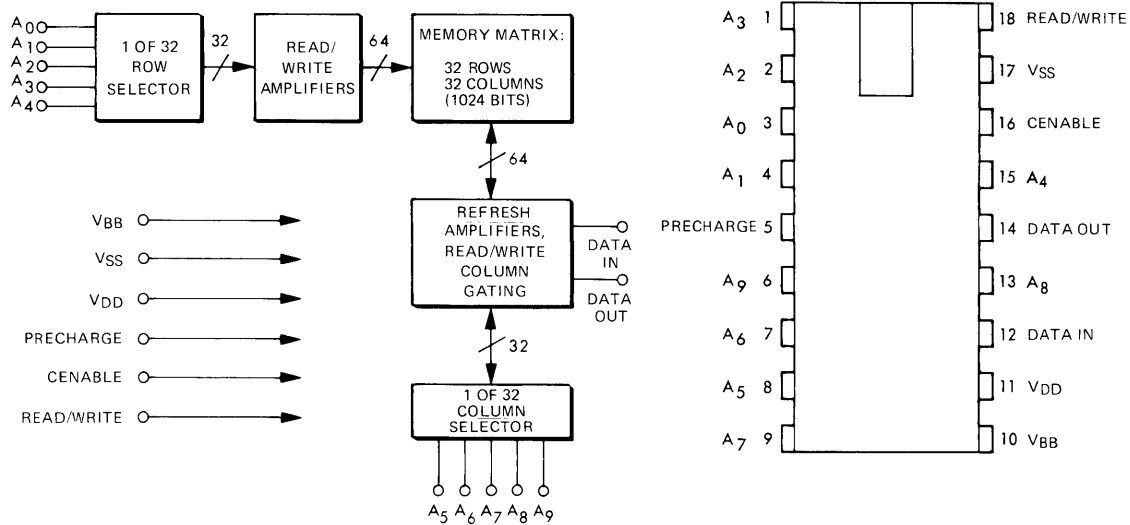 A0
A1
A2
A3
A4
1 OF 32
ROW
SELECTOR
32
READ/
WRITE
AMPLIFIERS
64
MEMORY MATRIX:
32 ROWS
32 COLUMNS
(1024 BITS)
64
REFRESH
AMPLIFIERS,
READ/WRITE
COLUMN
GATING
DATA
IN
DATA
OUT
32
1 OF 32
COLUMN
SELECTOR
A5 A6 A7 A8 A9
VBB
VSS
VDD
PRECHARGE
CENABLE
READ/WRITE
A3 1
A2 2
A0 3
A1 4
PRECHARGE 5
A9 6
A6 7
A5 8
A7 9
18 READ/WRITE
17 VSS
16 CENABLE
15 A4
14 DATA OUT
13 A8
12 DATA IN
11 VDD
10 VBB